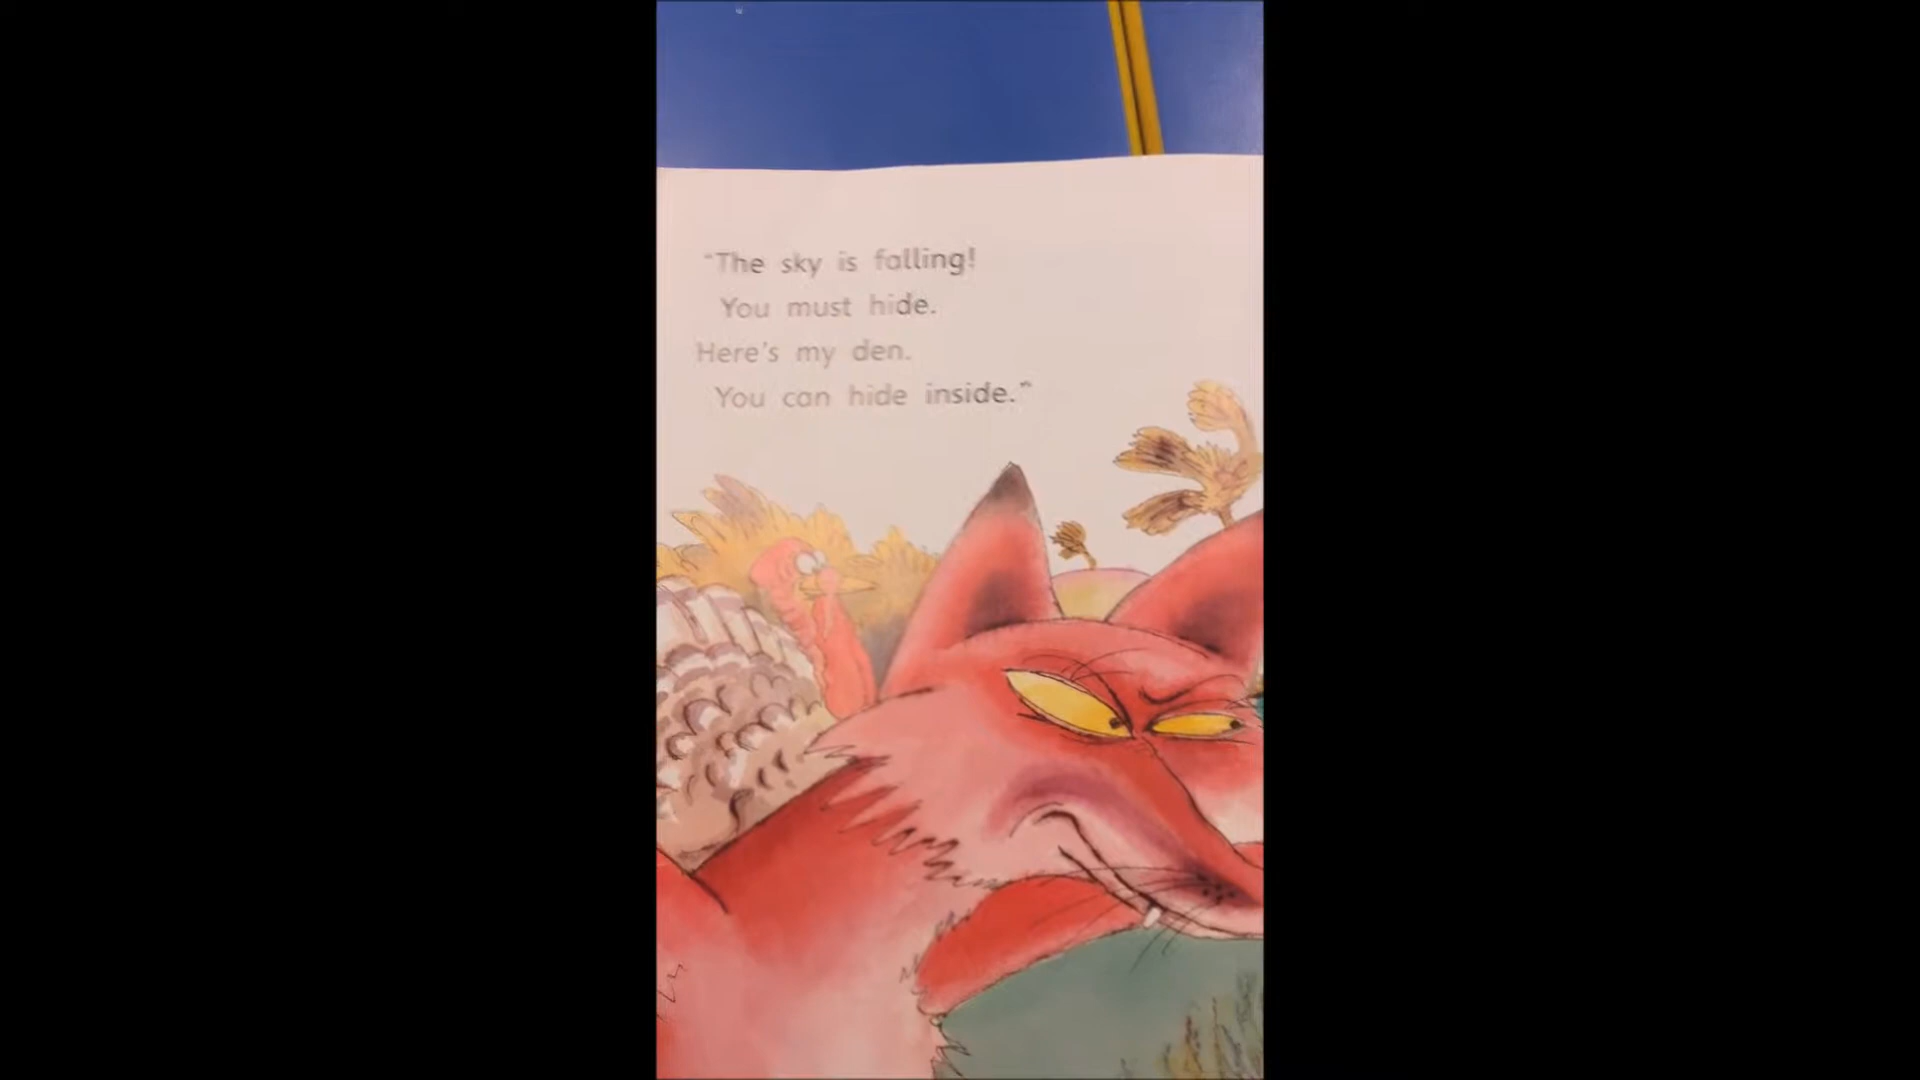 “The sky is falling!
You must hide.
Here's my den.
You can hide inside.”